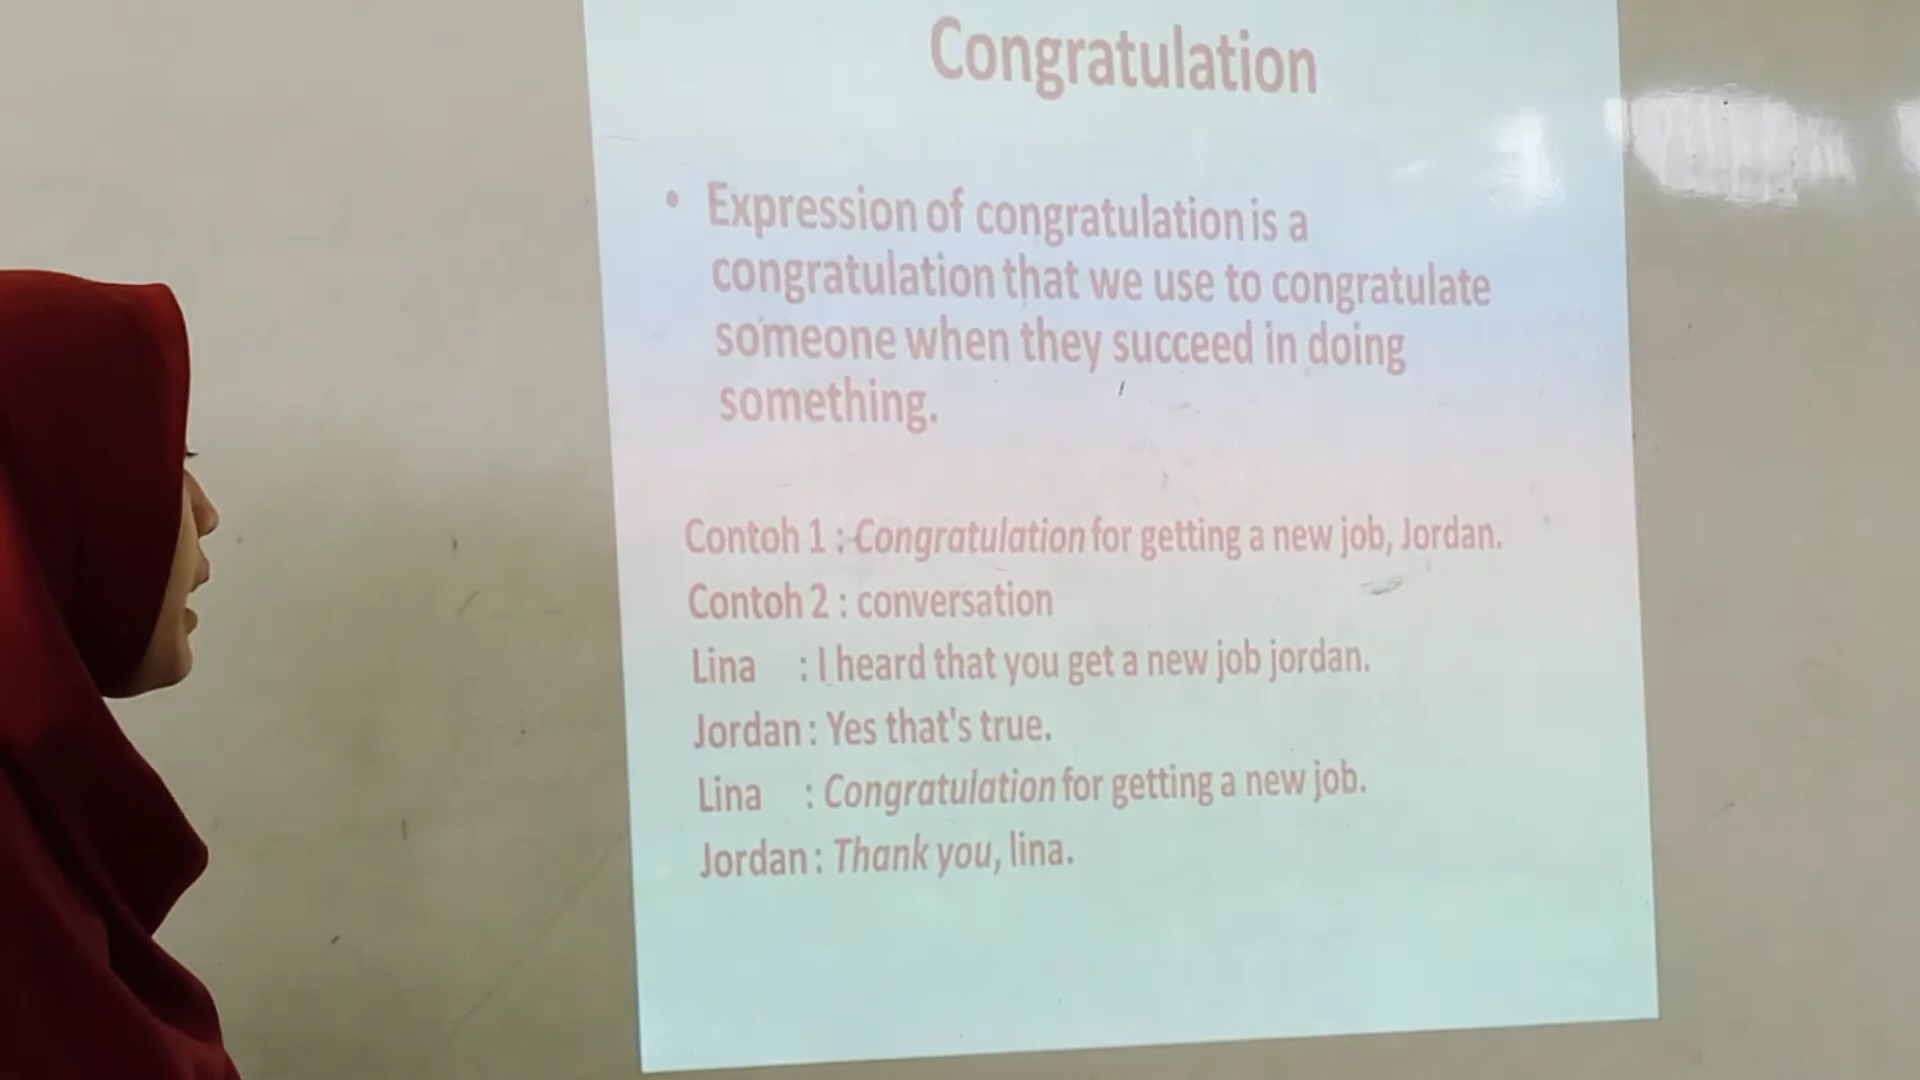 Congratulation
• Expression of congratulation is a
congratulation that we use to congratulate
someone when they succeed in doing
something.
Contoh 1 : Congratulation for getting a new job, Jordan.
Contoh 2 : conversation
Lina : I heard that you get a new job jordan.
Jordan : Yes that's true.
Lina : Congratulation for getting a new job.
Jordan : Thank you, lina.